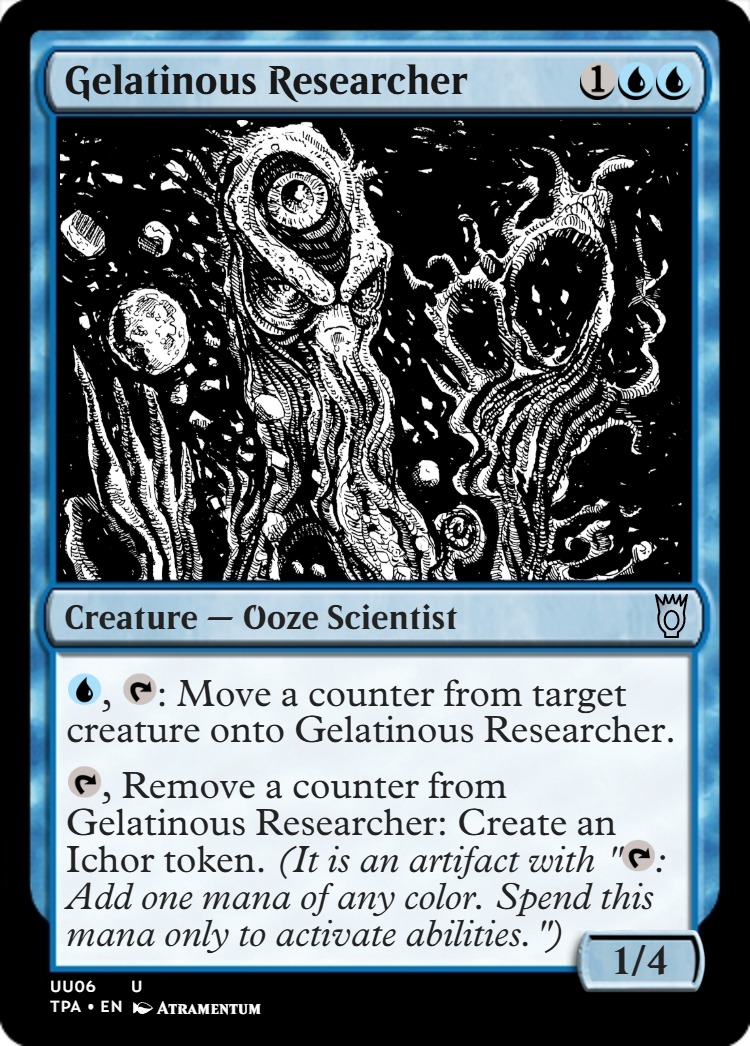 Gelatinous Researcher 1
Creature — Ooze Scientist
, : Move a counter from target
creature onto Gelatinous Researcher.
, Remove a counter from
Gelatinous Researcher: Create an
Ichor token. (It is an artifact with ":
Add one mana of any color. Spend this
mana only to activate abilities.")
1/4
UU06 U
TPA • EN Atramentum